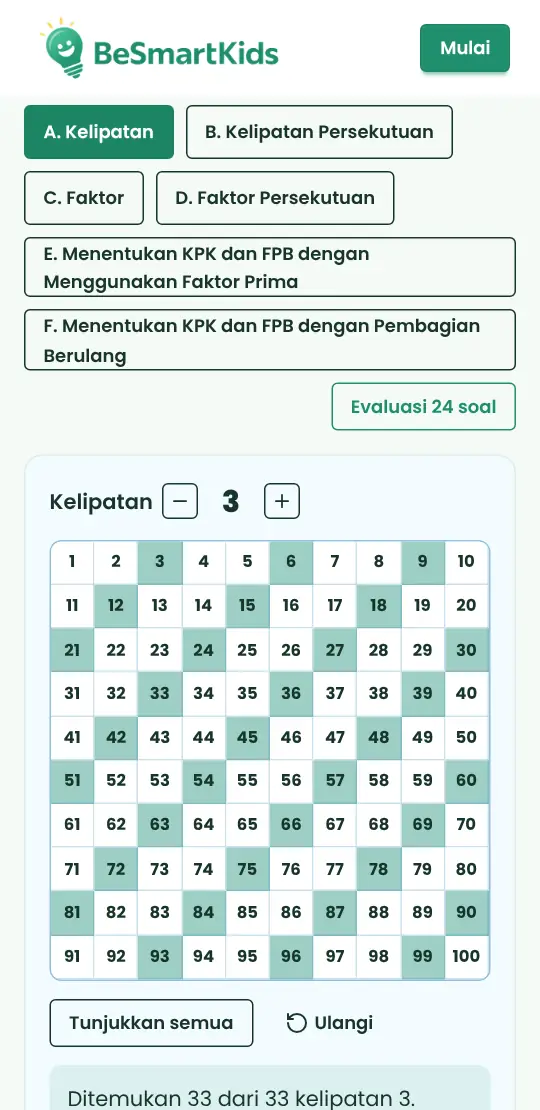 BeSmartKids
Mulai
A. Kelipatan
B. Kelipatan Persekutuan
C. Faktor
D. Faktor Persekutuan
E. Menentukan KPK dan FPB dengan
Menggunakan Faktor Prima
F. Menentukan KPK dan FPB dengan Pembagian
Berulang
Evaluasi 24 soal
Kelipatan − 3 +
1 2 3 4 5 6 7 8 9 10
11 12 13 14 15 16 17 18 19 20
21 22 23 24 25 26 27 28 29 30
31 32 33 34 35 36 37 38 39 40
41 42 43 44 45 46 47 48 49 50
51 52 53 54 55 56 57 58 59 60
61 62 63 64 65 66 67 68 69 70
71 72 73 74 75 76 77 78 79 80
81 82 83 84 85 86 87 88 89 90
91 92 93 94 95 96 97 98 99 100
Tunjukkan semua
Ulangi
Ditemukan 33 dari 33 kelipatan 3.